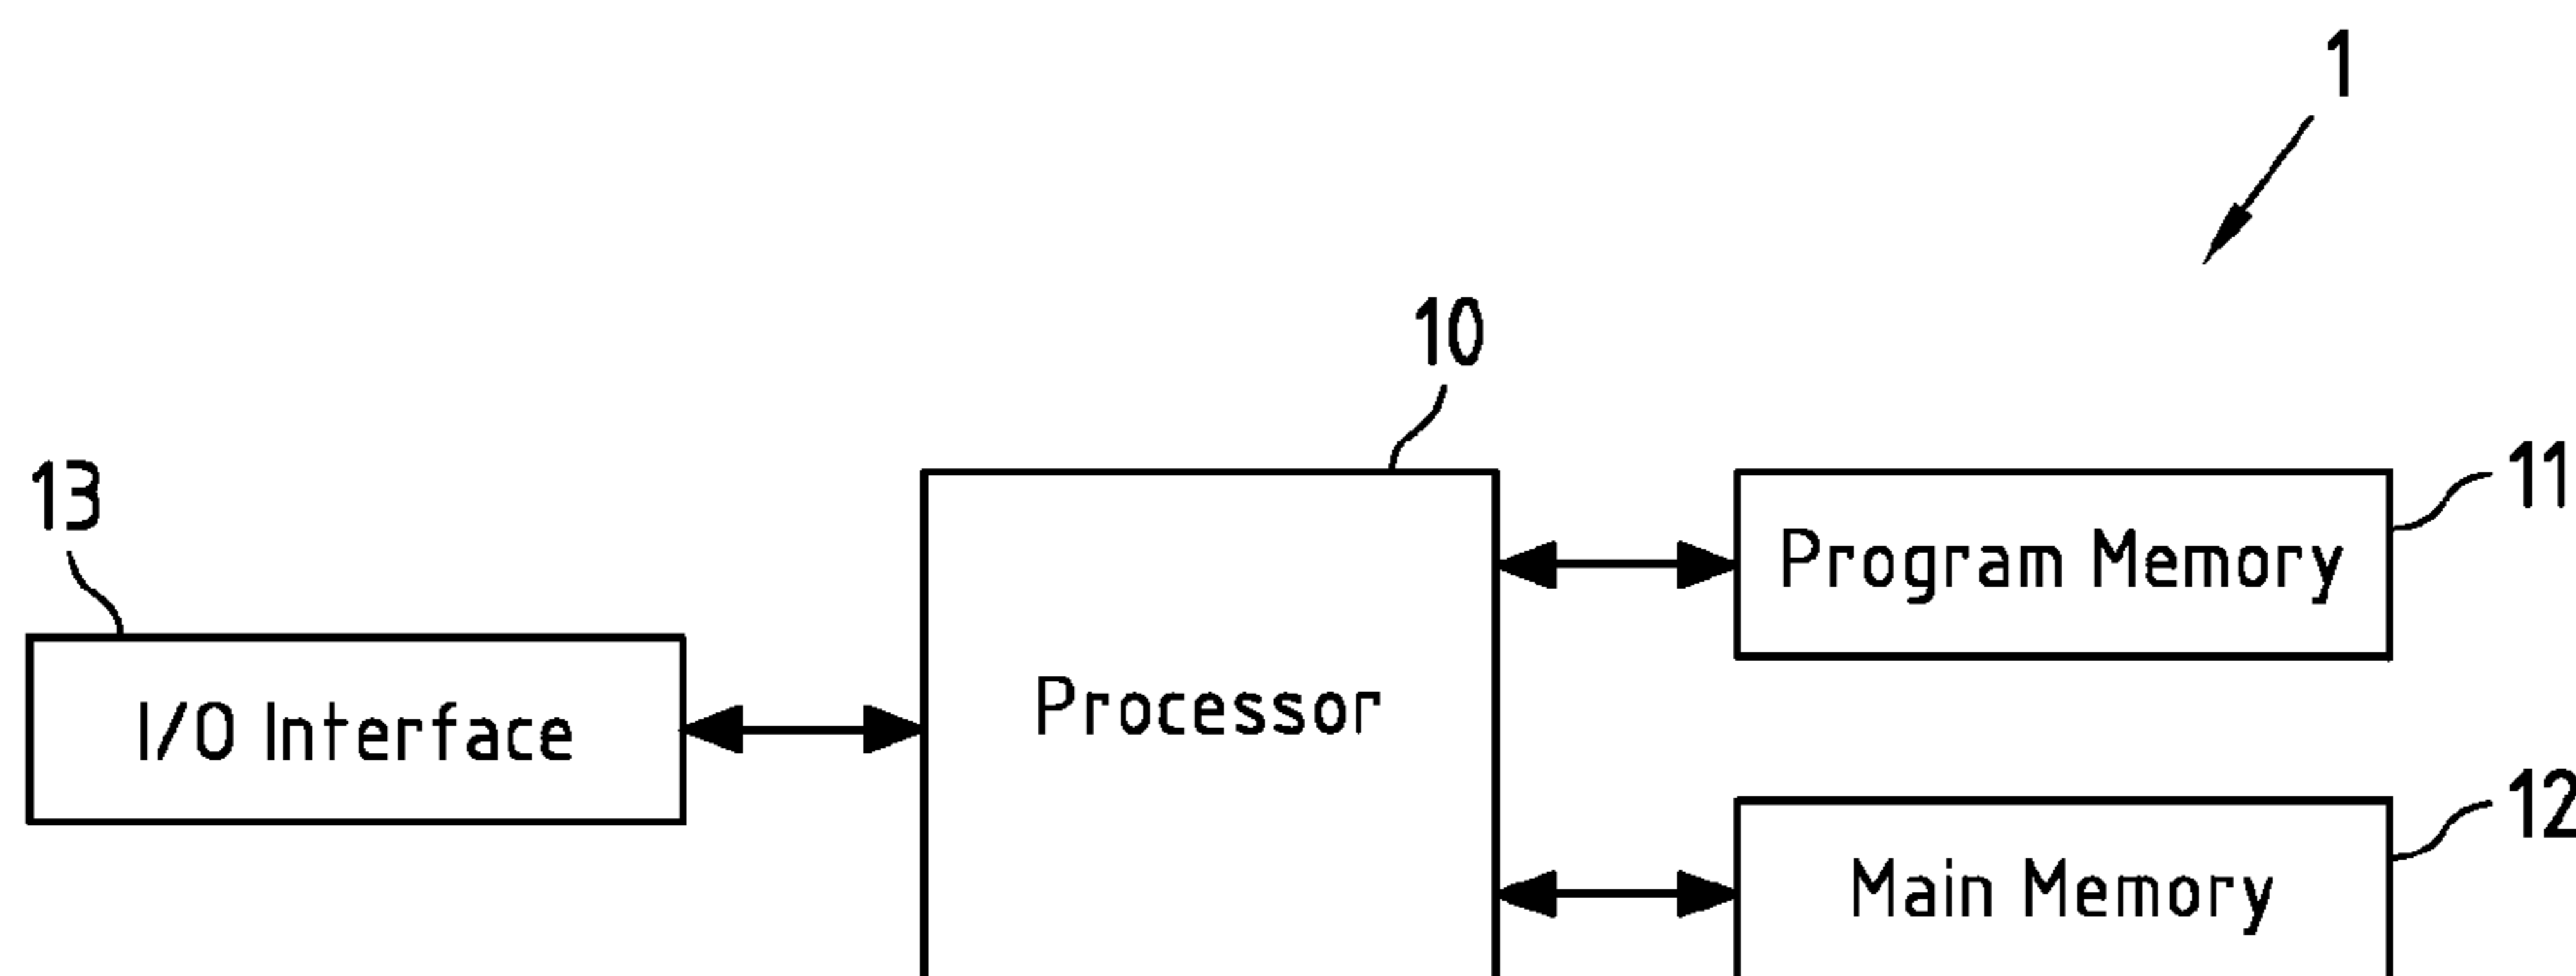 1
10
13
11
Program Memory
Processor
I/O Interface
12
Main Memory